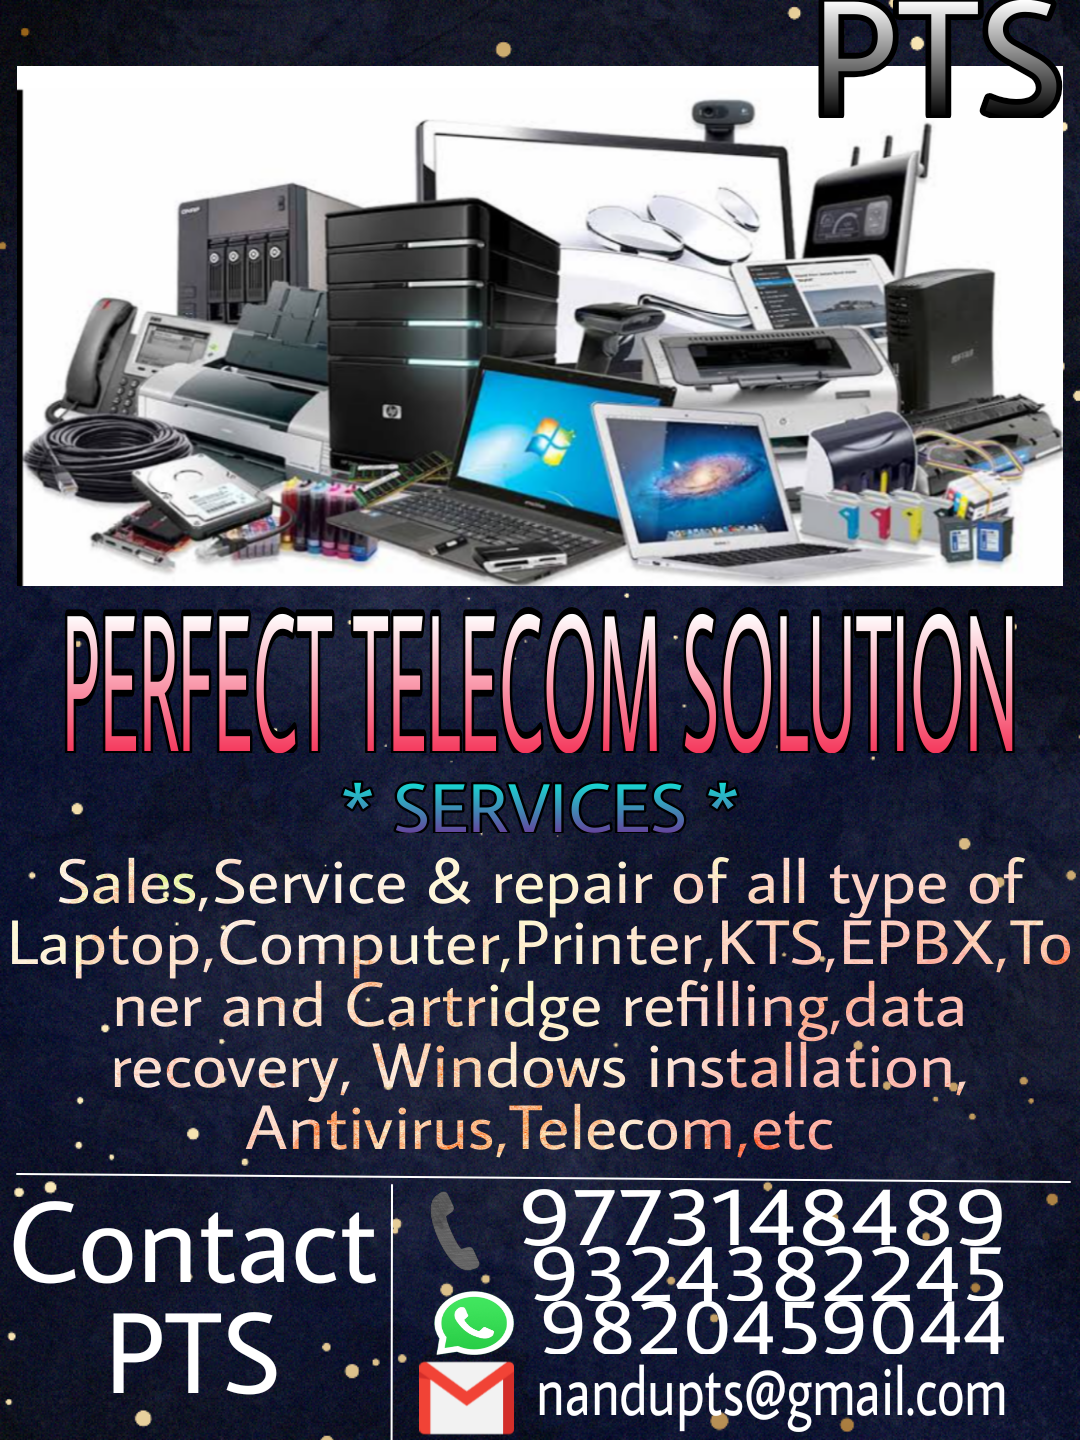 PTS
PERFECT TELECOM SOLUTION
* SERVICES *
Sales,Service & repair of all type of
Laptop,Computer,Printer,KTS,EPBX,To
ner and Cartridge refilling,data
recovery, Windows installation,
Antivirus,Telecom,etc
Contact
PTS
9773148489
9324382245
9820459044
nandupts@gmail.com